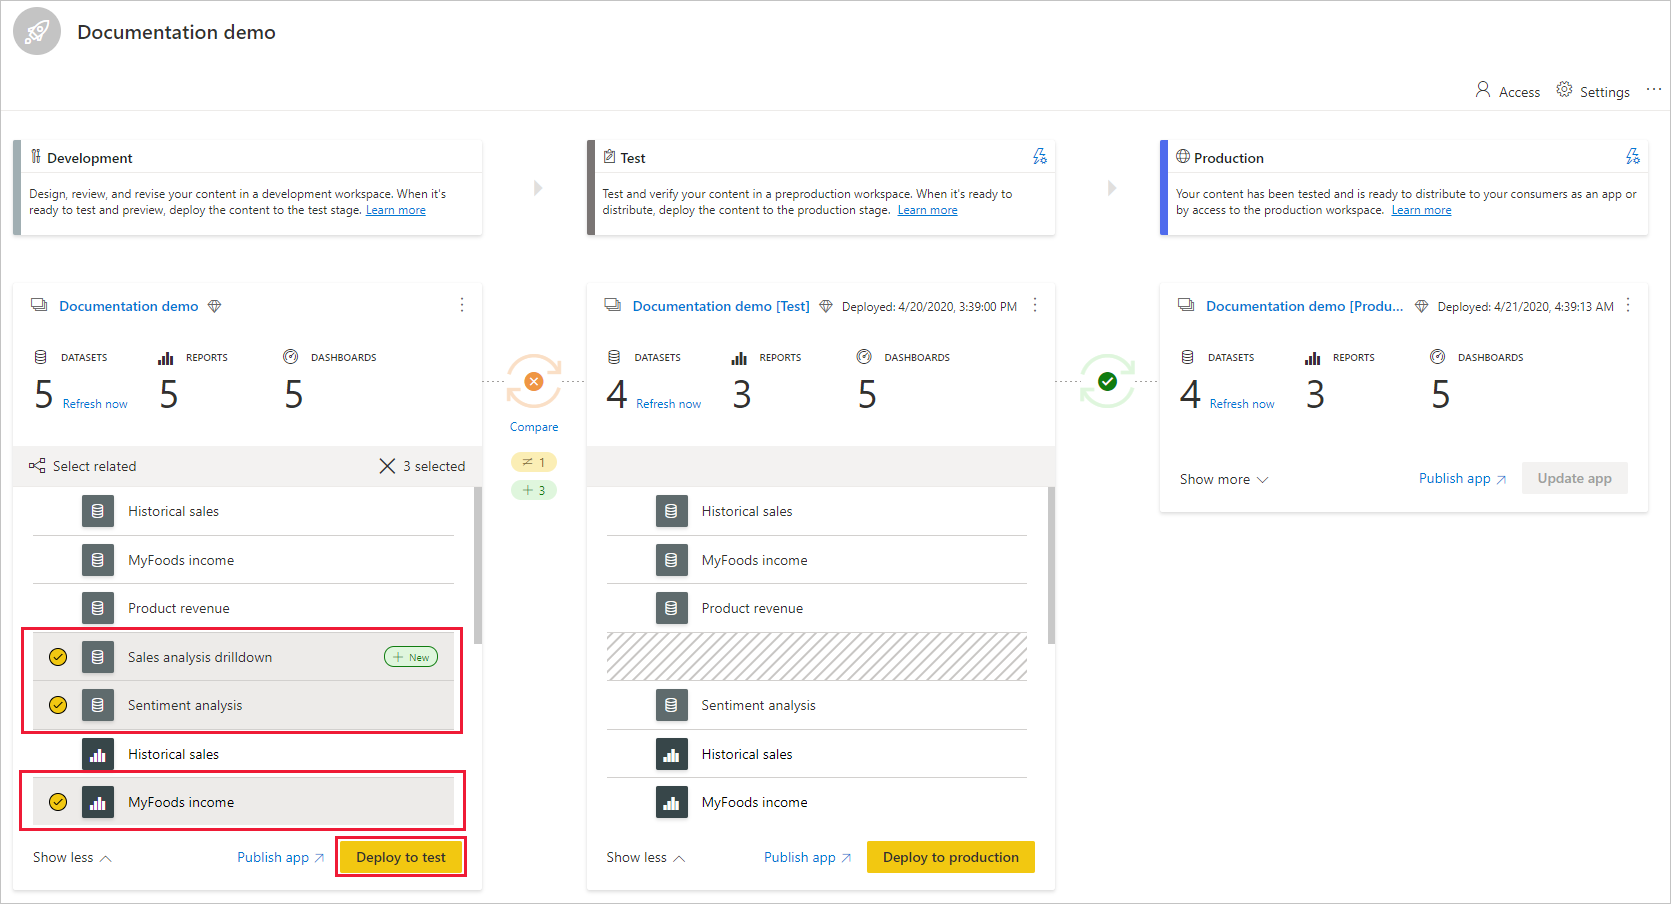 Documentation demo
Access
Settings
Development
Design, review, and revise your content in a development workspace. When it's
ready to test and preview, deploy the content to the test stage. Learn more
Test
Test and verify your content in a preproduction workspace. When it's ready to
distribute, deploy the content to the production stage. Learn more
Production
Your content has been tested and is ready to distribute to your consumers as an app or
by access to the production workspace. Learn more
Documentation demo
DATASETS
REPORTS
DASHBOARDS
5
Refresh now
5
5
Select related
3 selected
Historical sales
MyFoods income
Product revenue
Sales analysis drilldown
+ New
Sentiment analysis
Historical sales
MyFoods income
Show less
Publish app
Deploy to test
Compare
≠ 1
+ 3
Documentation demo [Test]
Deployed: 4/20/2020, 3:39:00 PM
DATASETS
REPORTS
DASHBOARDS
4
Refresh now
3
5
Historical sales
MyFoods income
Product revenue
Sentiment analysis
Historical sales
MyFoods income
Show less
Publish app
Deploy to production
Documentation demo [Produ...
Deployed: 4/21/2020, 4:39:13 AM
DATASETS
REPORTS
DASHBOARDS
4
Refresh now
3
5
Show more
Publish app
Update app